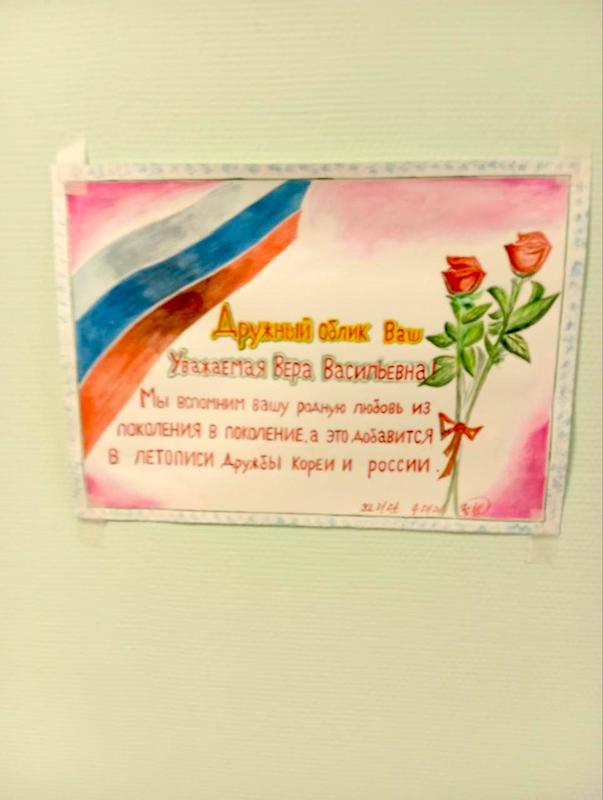 Дружный облик Ваш
Уважаемая Вера Васильевна!
Мы вспомним вашу родную любовь из
поколения в поколение, а это добавится
в летописи дружбы Кореи и России.